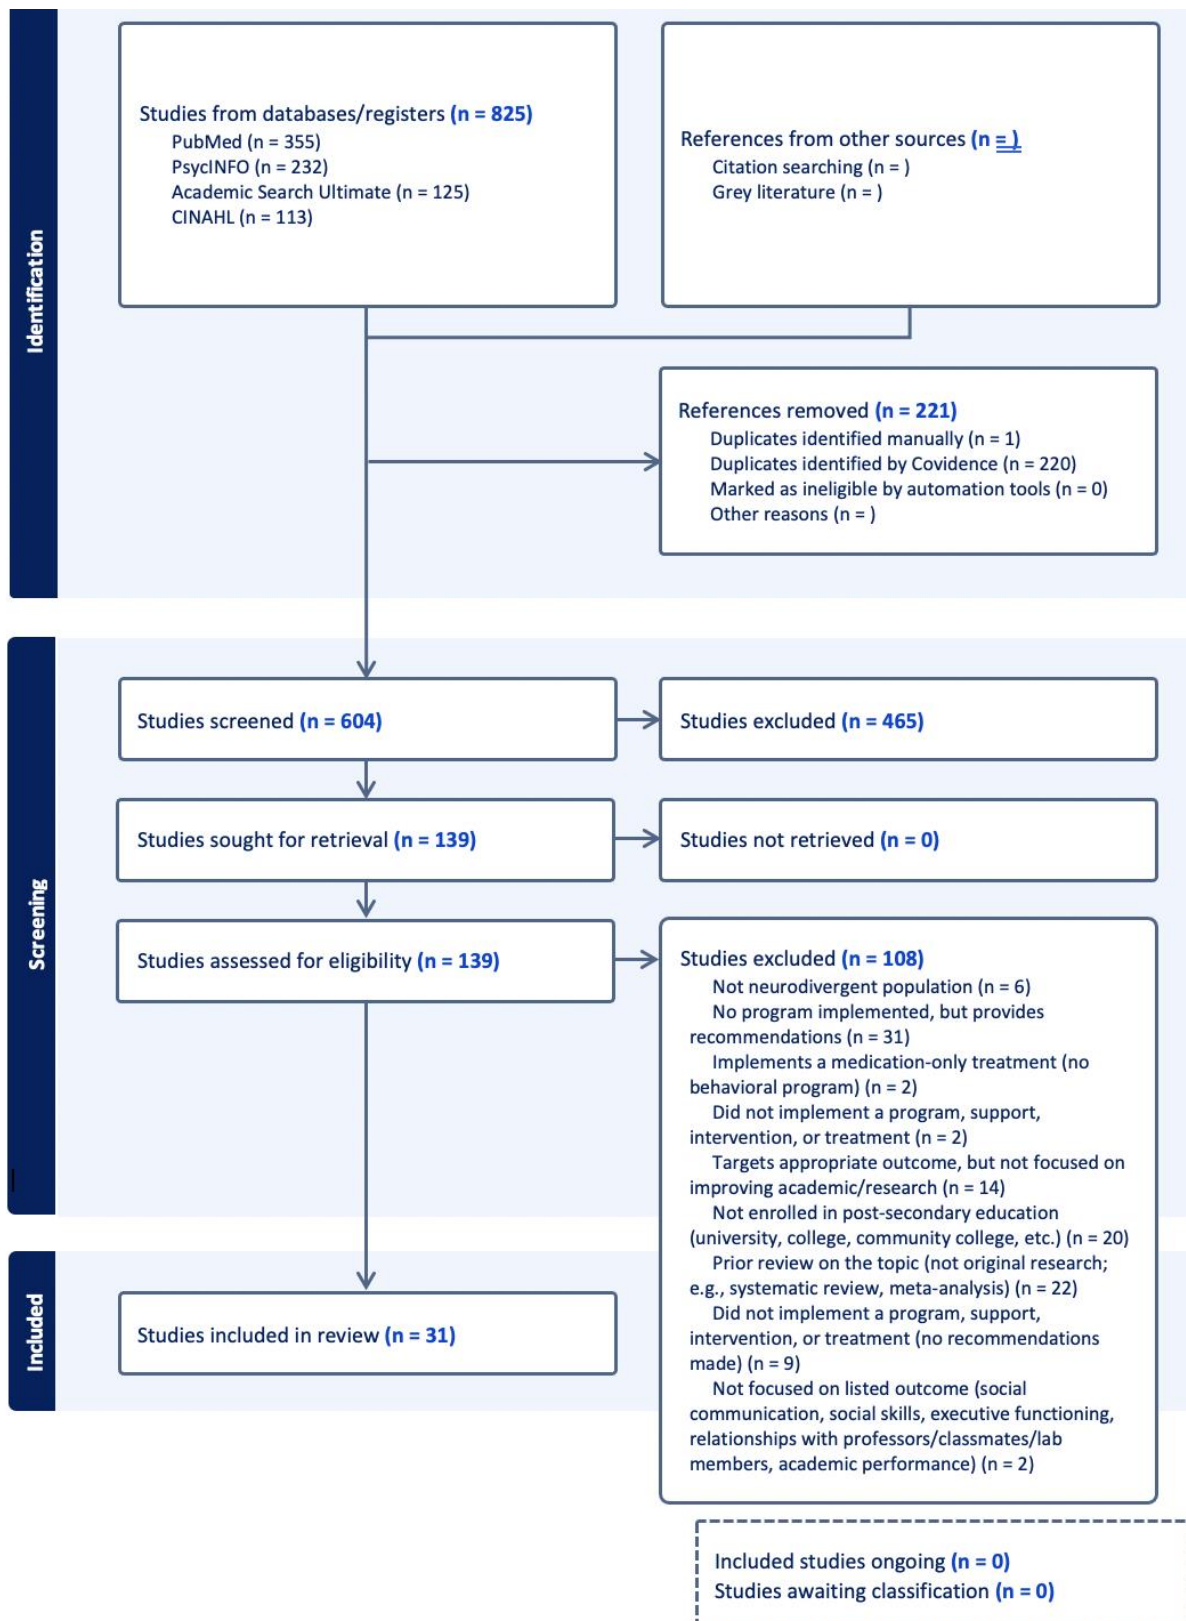 Identification
Studies from databases/registers (n = 825)
PubMed (n = 355)
PsycINFO (n = 232)
Academic Search Ultimate (n = 125)
CINAHL (n = 113)
References from other sources (n = )
Citation searching (n = )
Grey literature (n = )
References removed (n = 221)
Duplicates identified manually (n = 1)
Duplicates identified by Covidence (n = 220)
Marked as ineligible by automation tools (n = 0)
Other reasons (n = )
Screening
Studies screened (n = 604)
Studies excluded (n = 465)
Studies sought for retrieval (n = 139)
Studies not retrieved (n = 0)
Studies assessed for eligibility (n = 139)
Studies excluded (n = 108)
Not neurodivergent population (n = 6)
No program implemented, but provides
recommendations (n = 31)
Implements a medication-only treatment (no
behavioral program) (n = 2)
Did not implement a program, support,
intervention, or treatment (n = 2)
Targets appropriate outcome, but not focused on
improving academic/research (n = 14)
Not enrolled in post-secondary education
(university, college, community college, etc.) (n = 20)
Prior review on the topic (not original research;
e.g., systematic review, meta-analysis) (n = 22)
Did not implement a program, support,
intervention, or treatment (no recommendations
made) (n = 9)
Not focused on listed outcome (social
communication, social skills, executive functioning,
relationships with professors/classmates/lab
members, academic performance) (n = 2)
Included
Studies included in review (n = 31)
Included studies ongoing (n = 0)
Studies awaiting classification (n = 0)